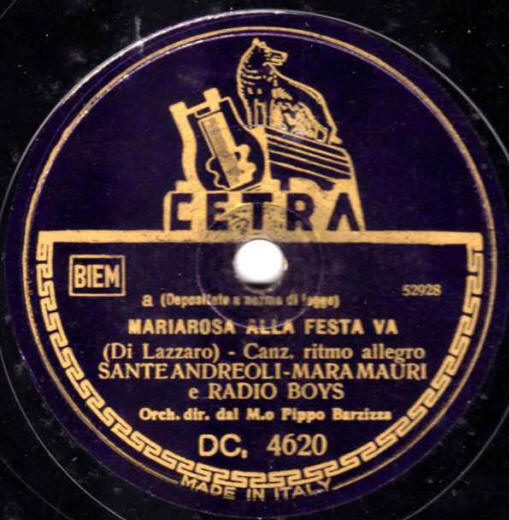 CETRA
BIEM
52928
a (Depositato a norma di legge)
MARIAROSA ALLA FESTA VA
(Di Lazzaro) - Canz. ritmo allegro
SANTE ANDREOLI-MARA MAURI
e RADIO BOYS
Orch. dir. dal M.o Pippo Barzizza
DC. 4620
MADE IN ITALY